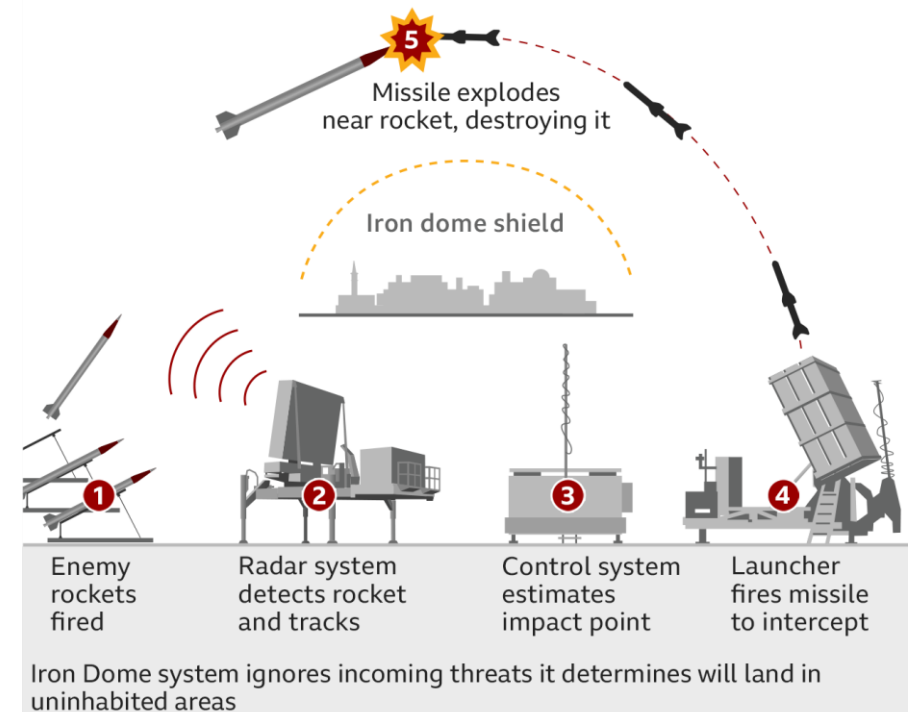 5
Missile explodes
near rocket, destroying it
Iron dome shield
1
2
3
4
Enemy
rockets
fired
Radar system
detects rocket
and tracks
Control system
estimates
impact point
Launcher
fires missile
to intercept
Iron Dome system ignores incoming threats it determines will land in
uninhabited areas